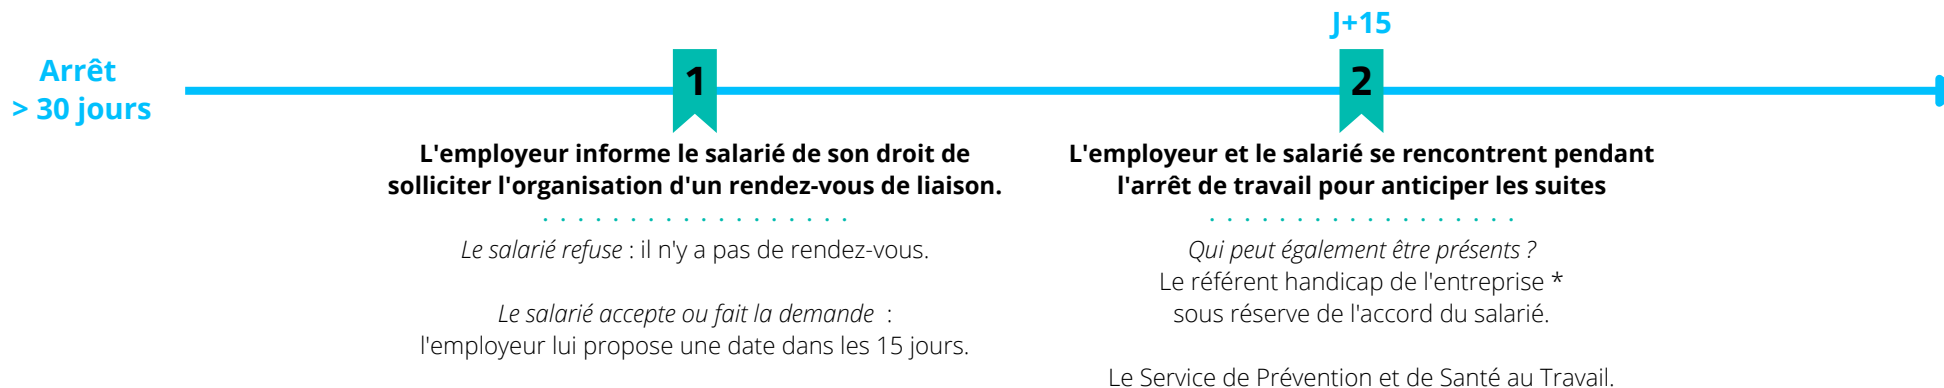 Arrêt
> 30 jours
1
L'employeur informe le salarié de son droit de
solliciter l'organisation d'un rendez-vous de liaison.
Le salarié refuse : il n'y a pas de rendez-vous.
Le salarié accepte ou fait la demande :
l'employeur lui propose une date dans les 15 jours.
J+15
2
L'employeur et le salarié se rencontrent pendant
l'arrêt de travail pour anticiper les suites
Qui peut également être présents ?
Le référent handicap de l'entreprise *
sous réserve de l'accord du salarié.
Le Service de Prévention et de Santé au Travail.